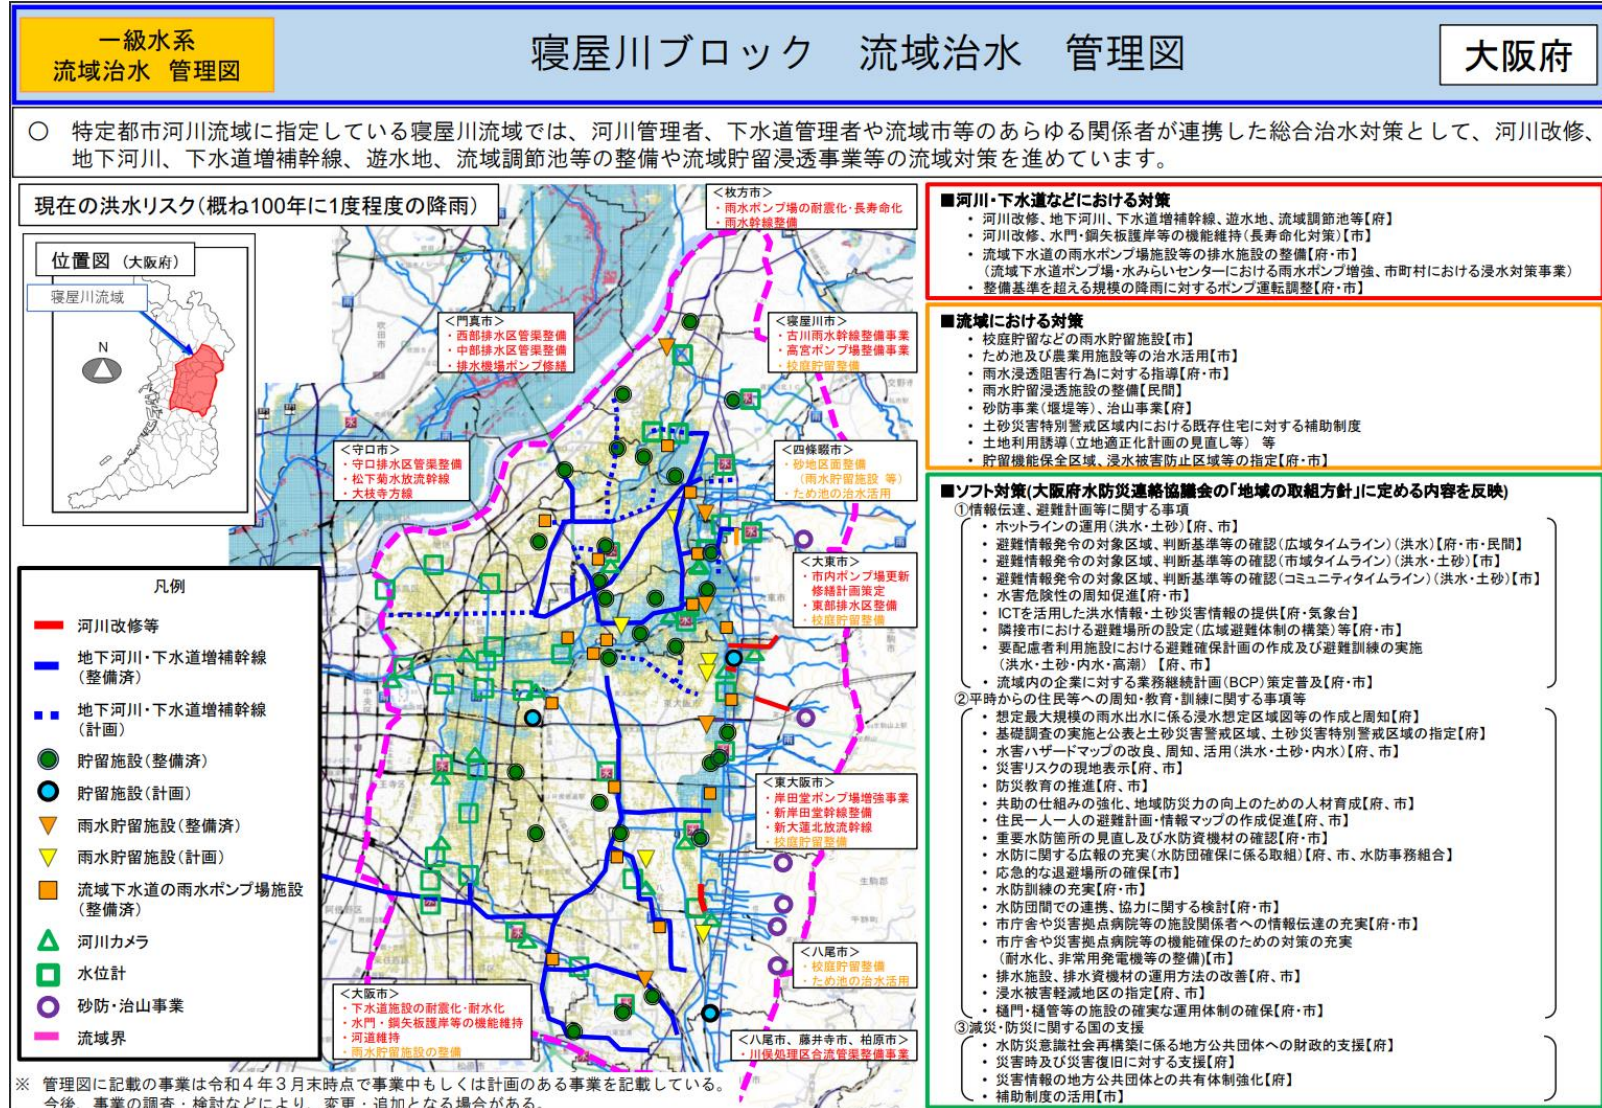 一級水系
流域治水 管理図
寝屋川ブロック 流域治水 管理図
大阪府
○ 特定都市河川流域に指定している寝屋川流域では、河川管理者、下水道管理者や流域市等のあらゆる関係者が連携した総合治水対策として、河川改修、
地下河川、下水道増補幹線、遊水地、流域調節池等の整備や流域貯留浸透事業等の流域対策を進めています。
現在の洪水リスク(概ね100年に1度程度の降雨)
位置図 (大阪府)
寝屋川流域
N
<枚方市>
・雨水ポンプ場の耐震化・長寿命化
・雨水幹線整備
<門真市>
・西部排水区管渠整備
・中部排水区管渠整備
・排水機場ポンプ修繕
<寝屋川市>
・古川雨水幹線整備事業
・高宮ポンプ場整備事業
・校庭貯留整備
<守口市>
・守口排水区管渠整備
・松下菊水放流幹線
・大枝寺方線
<四條畷市>
・砂地区面整備
(雨水貯留施設 等)
・ため池の治水活用
<大東市>
・市内ポンプ場更新
修繕計画策定
・東部排水区整備
・校庭貯留整備
<東大阪市>
・岸田堂ポンプ場増強事業
・新岸田堂幹線整備
・新大蓮北放流幹線
・校庭貯留整備
<八尾市>
・校庭貯留整備
・ため池の治水活用
<大阪市>
・下水道施設の耐震化・耐水化
・水門・鋼矢板護岸等の機能維持
・河道維持
・雨水貯留施設の整備
<八尾市、藤井寺市、柏原市>
・川俣処理区合流管渠整備事業
凡例
河川改修等
地下河川・下水道増補幹線
(整備済)
地下河川・下水道増補幹線
(計画)
貯留施設(整備済)
貯留施設(計画)
雨水貯留施設(整備済)
雨水貯留施設(計画)
流域下水道の雨水ポンプ場施設
(整備済)
河川カメラ
水位計
砂防・治山事業
流域界
※ 管理図に記載の事業は令和4年3月末時点で事業中もしくは計画のある事業を記載している。
今後、事業の調査・検討などにより、変更・追加となる場合がある。
■河川・下水道などにおける対策
・ 河川改修、地下河川、下水道増補幹線、遊水地、流域調節池等【府】
・ 河川改修、水門・鋼矢板護岸等の機能維持(長寿命化対策)【市】
・ 流域下水道の雨水ポンプ場施設等の排水施設の整備【府・市】
(流域下水道ポンプ場・水みらいセンターにおける雨水ポンプ増強、市町村における浸水対策事業)
・ 整備基準を超える規模の降雨に対するポンプ運転調整【府・市】
■流域における対策
・ 校庭貯留などの雨水貯留施設【市】
・ ため池及び農業用施設等の治水活用【市】
・ 雨水浸透阻害行為に対する指導【府・市】
・ 雨水貯留浸透施設の整備【民間】
・ 砂防事業(堰堤等)、治山事業【府】
・ 土砂災害特別警戒区域内における既存住宅に対する補助制度
・ 土地利用誘導(立地適正化計画の見直し等) 等
・ 貯留機能保全区域、浸水被害防止区域等の指定【府・市】
■ソフト対策(大阪府水防災連絡協議会の「地域の取組方針」に定める内容を反映)
①情報伝達、避難計画等に関する事項
・ ホットラインの運用(洪水・土砂)【府、市】
・ 避難情報発令の対象区域、判断基準等の確認(広域タイムライン)(洪水)【府・市・民間】
・ 避難情報発令の対象区域、判断基準等の確認(市域タイムライン)(洪水・土砂)【市】
・ 避難情報発令の対象区域、判断基準等の確認(コミュニティタイムライン)(洪水・土砂)【市】
・ 水害危険性の周知促進【府・市】
・ ICTを活用した洪水情報・土砂災害情報の提供【府・気象台】
・ 隣接市における避難場所の設定(広域避難体制の構築)等【府・市】
・ 要配慮者利用施設における避難確保計画の作成及び避難訓練の実施
(洪水・土砂・内水・高潮) 【府、市】
・ 流域内の企業に対する業務継続計画(BCP)策定普及【府・市】
②平時からの住民等への周知・教育・訓練に関する事項等
・ 想定最大規模の雨水出水に係る浸水想定区域図等の作成と周知【府】
・ 基礎調査の実施と公表と土砂災害警戒区域、土砂災害特別警戒区域の指定【府】
・ 水害ハザードマップの改良、周知、活用(洪水・土砂・内水)【府、市】
・ 災害リスクの現地表示【府、市】
・ 防災教育の推進【府、市】
・ 共助の仕組みの強化、地域防災力の向上のための人材育成【府、市】
・ 住民一人一人の避難計画・情報マップの作成促進【府、市】
・ 重要水防箇所の見直し及び水防資機材の確認【府・市】
・ 水防に関する広報の充実(水防団確保に係る取組)【府、市、水防事務組合】
・ 応急的な退避場所の確保【市】
・ 水防訓練の充実【府・市】
・ 水防団間での連携、協力に関する検討【府・市】
・ 市庁舎や災害拠点病院等の施設関係者への情報伝達の充実【府・市】
・ 市庁舎や災害拠点病院等の機能確保のための対策の充実
(耐水化、非常用発電機等の整備)【市】
・ 排水施設、排水資機材の運用方法の改善【府、市】
・ 浸水被害軽減地区の指定【府、市】
・ 樋門・樋管等の施設の確実な運用体制の確保【府・市】
③減災・防災に関する国の支援
・ 水防災意識社会再構築に係る地方公共団体への財政的支援【府】
・ 災害時及び災害復旧に対する支援【府】
・ 災害情報の地方公共団体との共有体制強化【府】
・ 補助制度の活用【市】